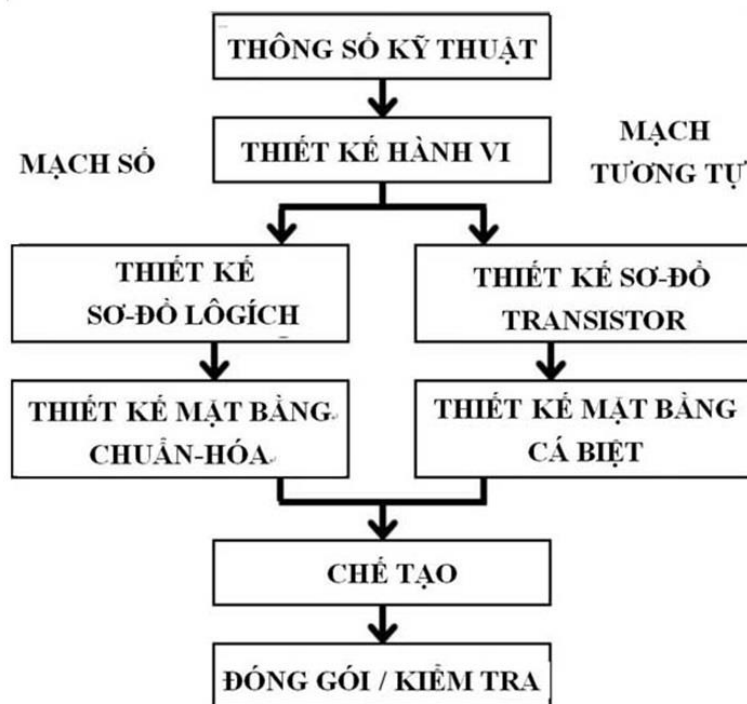 THÔNG SỐ KỸ THUẬT
THIẾT KẾ HÀNH VI
MẠCH SỐ
MẠCH
TƯƠNG TỰ
THIẾT KẾ
SƠ-ĐỒ LÔGÍCH
THIẾT KẾ SƠ-ĐỒ
TRANSISTOR
THIẾT KẾ MẶT BẰNG
CHUẨN-HÓA
THIẾT KẾ MẶT BẰNG
CÁ BIỆT
CHẾ TẠO
ĐÓNG GÓI / KIỂM TRA